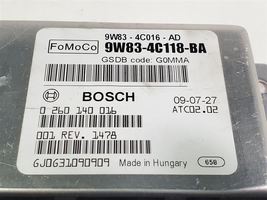 9W83- 4C016 - AD
FoMoCo 9W83-4C118-BA
GSDB code: G0MMA
BOSCH 09-07-27
0 260 140 016 ATC02.02
001 REV. 1478
GJ0631090909 Made in Hungary 658